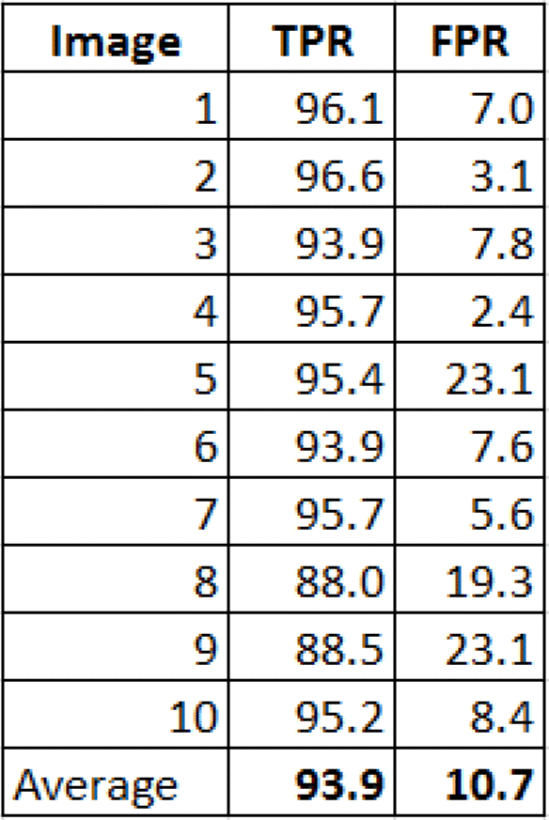 Image TPR FPR
1 96.1 7.0
2 96.6 3.1
3 93.9 7.8
4 95.7 2.4
5 95.4 23.1
6 93.9 7.6
7 95.7 5.6
8 88.0 19.3
9 88.5 23.1
10 95.2 8.4
Average 93.9 10.7